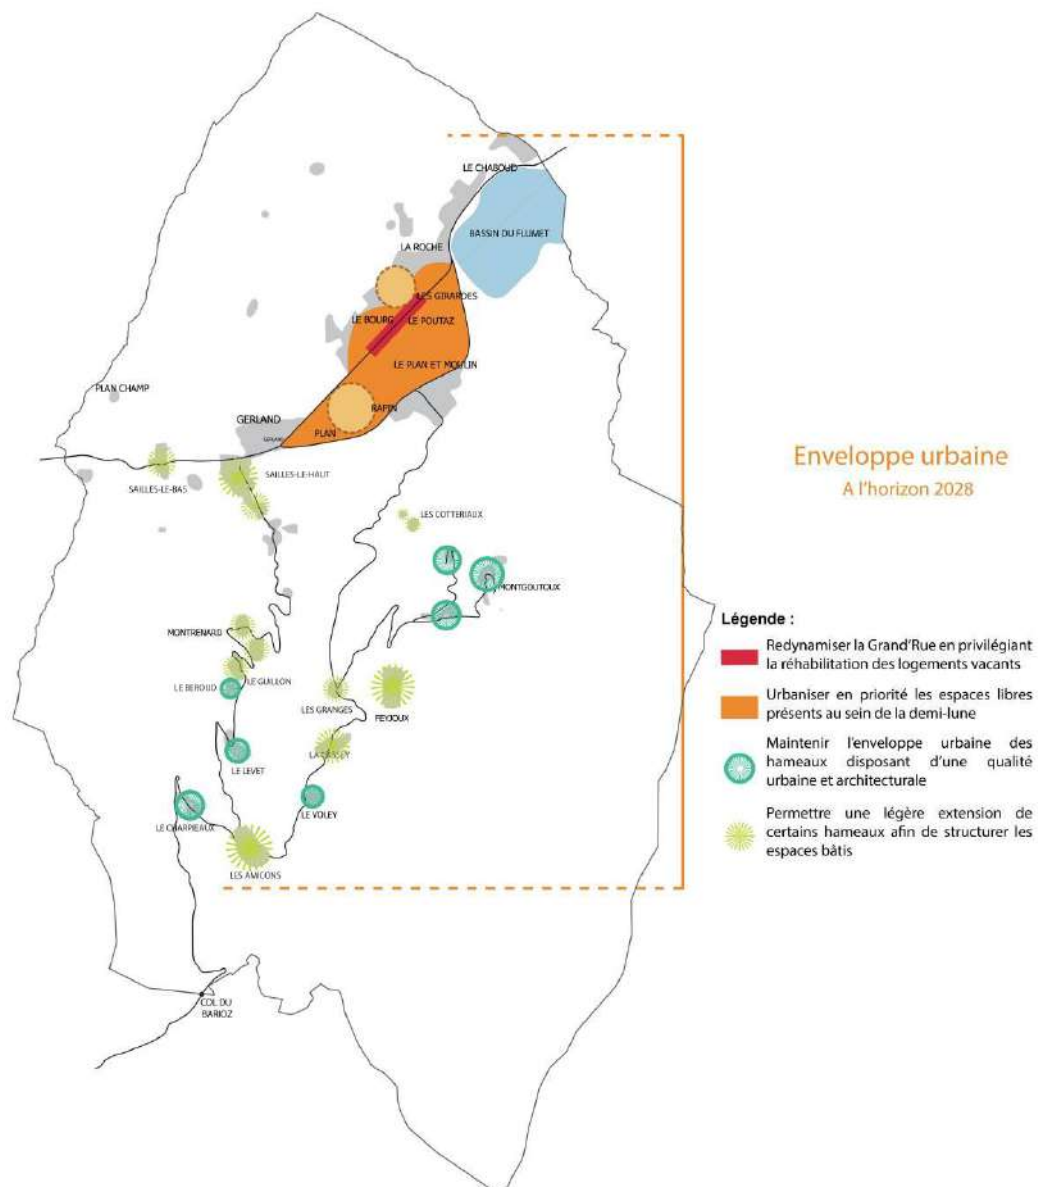 LE CHABOUD
BASSIN DU FLUMET
LA ROCHE
LES GIRARDES
LE BOURG
LE POUTAZ
LE PLAN ET MOULIN
PLAN CHAMP
RAFIN
GERLAND
PLAN
SAILLES-LE-HAUT
SAILLES-LE-BAS
Enveloppe urbaine
A l'horizon 2028
LES COTTERIAUX
MONTGOUTOUX
Légende :
Redynamiser la Grand'Rue en privilégiant
la réhabilitation des logements vacants
Urbaniser en priorité les espaces libres
présents au sein de la demi-lune
Maintenir l'enveloppe urbaine des
hameaux disposant d'une qualité
urbaine et architecturale
Permettre une légère extension de
certains hameaux afin de structurer les
espaces bâtis
MONTRENARD
LE GUILLON
LE BEROUD
LES GRANGES
FEYJOUX
LE LEVET
LE VOLEY
LE CHARPIEAUX
LES AMICONS
COL DU
BARIOZ